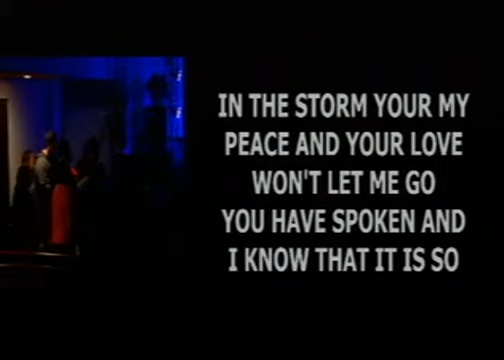 IN THE STORM YOUR MY
PEACE AND YOUR LOVE
WON'T LET ME GO
YOU HAVE SPOKEN AND
I KNOW THAT IT IS SO